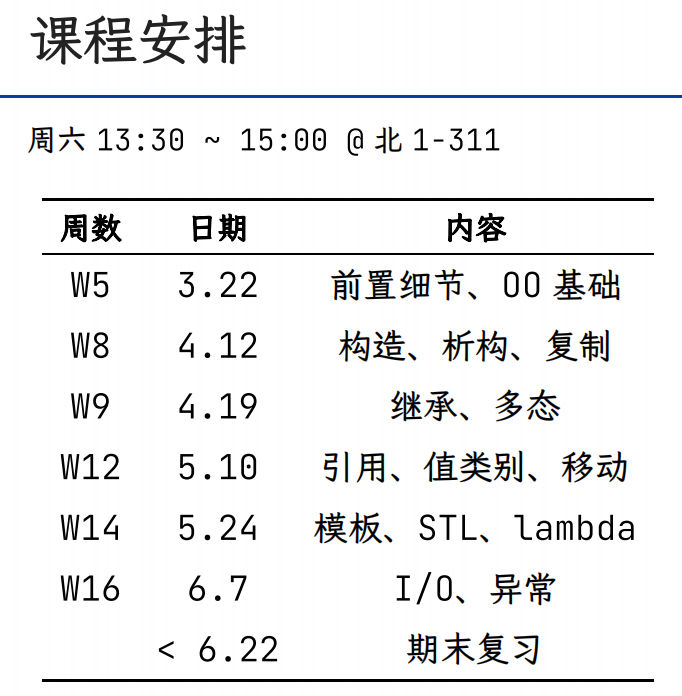 课程安排
周六 13:30 ~ 15:00 @ 北 1-311
周数 日期 内容
W5 3.22 前置细节、OO 基础
W8 4.12 构造、析构、复制
W9 4.19 继承、多态
W12 5.10 引用、值类别、移动
W14 5.24 模板、STL、lambda
W16 6.7 I/O、异常
< 6.22 期末复习